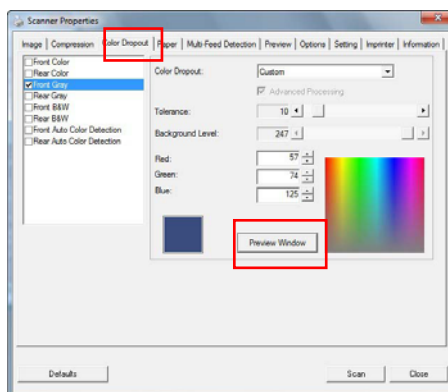 Scanner Properties
Image | Compression | Color Dropout | Paper | Multi-Feed Detection | Preview | Options | Setting | Imprinter | Information
Front Color
Rear Color
Front Gray
Rear Gray
Front B&W
Rear B&W
Front Auto Color Detection
Rear Auto Color Detection
Color Dropout: Custom
Advanced Processing
Tolerance: 10
Background Level: 247
Red: 57
Green: 74
Blue: 125
Preview Window
Defaults Scan Close